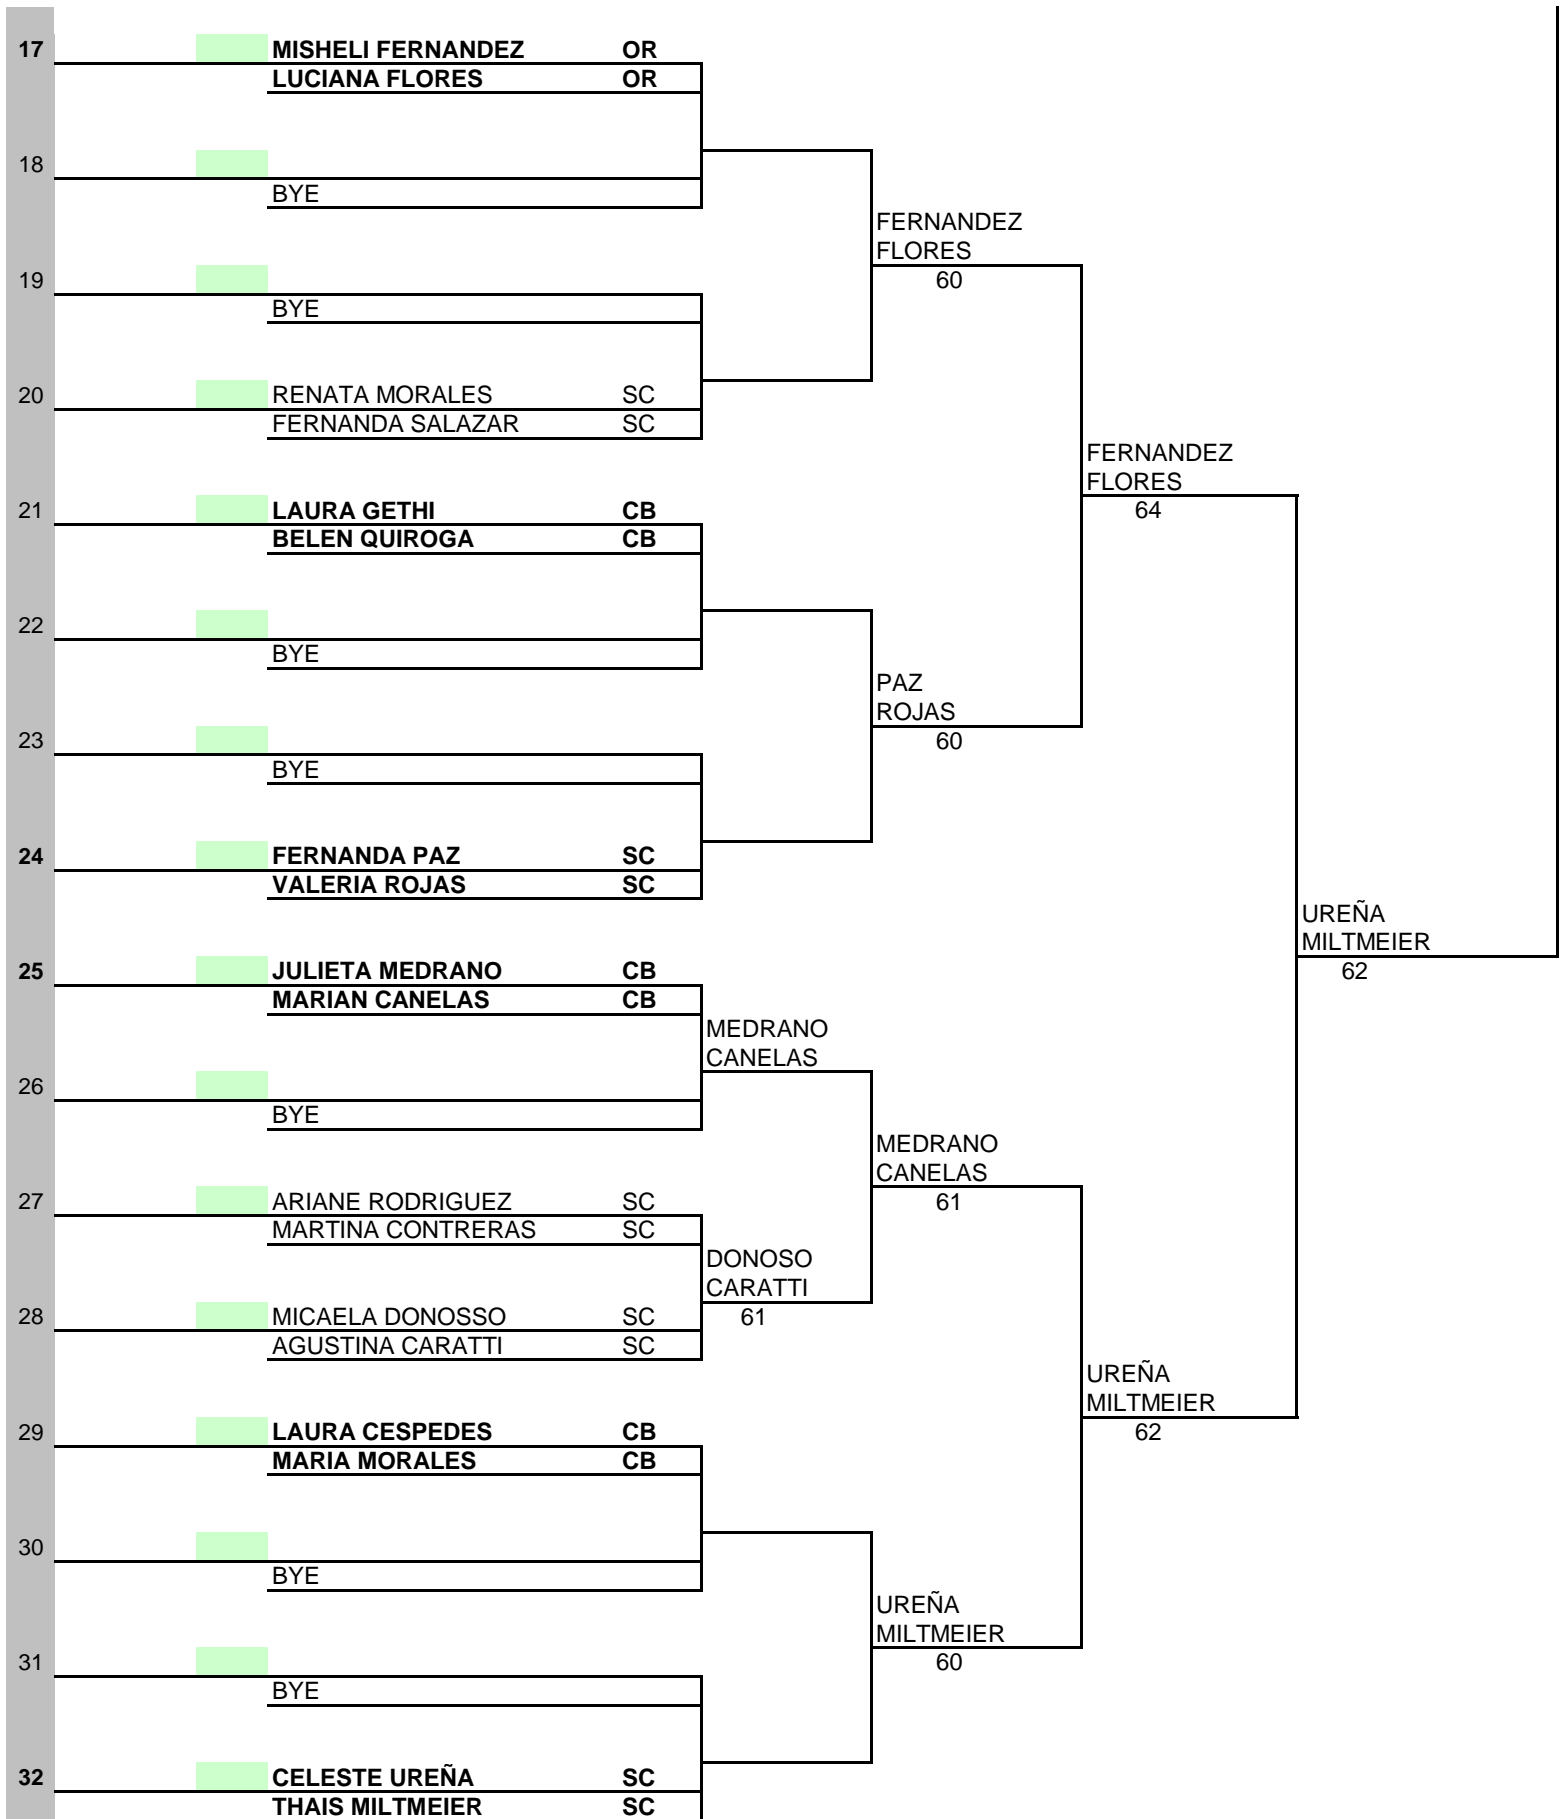 17 MISHELI FERNANDEZ OR
LUCIANA FLORES OR
18
BYE
FERNANDEZ
FLORES
19
60
BYE
20 RENATA MORALES SC
FERNANDA SALAZAR SC
FERNANDEZ
FLORES
21 LAURA GETHI CB
64
BELEN QUIROGA CB
22
BYE
PAZ
ROJAS
23
60
BYE
24 FERNANDA PAZ SC
VALERIA ROJAS SC
UREÑA
MILTMEIER
25 JULIETA MEDRANO CB
62
MARIAN CANELAS CB
MEDRANO
CANELAS
26
BYE
MEDRANO
CANELAS
27 ARIANE RODRIGUEZ SC
61
MARTINA CONTRERAS SC
DONOSO
CARATTI
28 MICAELA DONOSSO SC
61
AGUSTINA CARATTI SC
UREÑA
MILTMEIER
29 LAURA CESPEDES CB
62
MARIA MORALES CB
30
BYE
UREÑA
MILTMEIER
31
60
BYE
32 CELESTE UREÑA SC
THAIS MILTMEIER SC